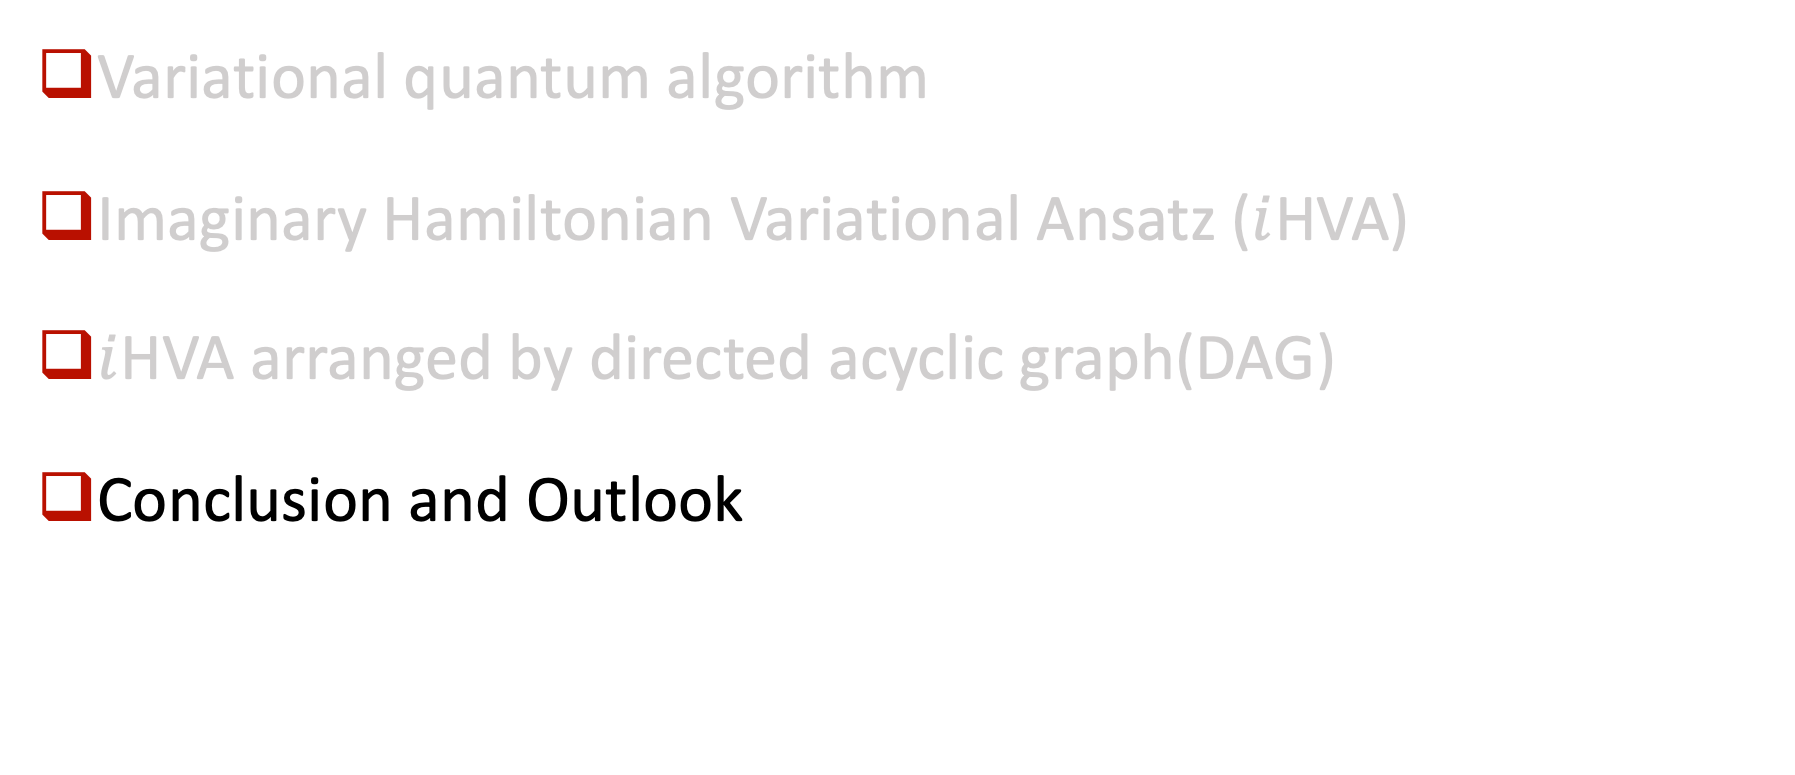 Variational quantum algorithm
Imaginary Hamiltonian Variational Ansatz (𝑖HVA)
𝑖HVA arranged by directed acyclic graph(DAG)
Conclusion and Outlook